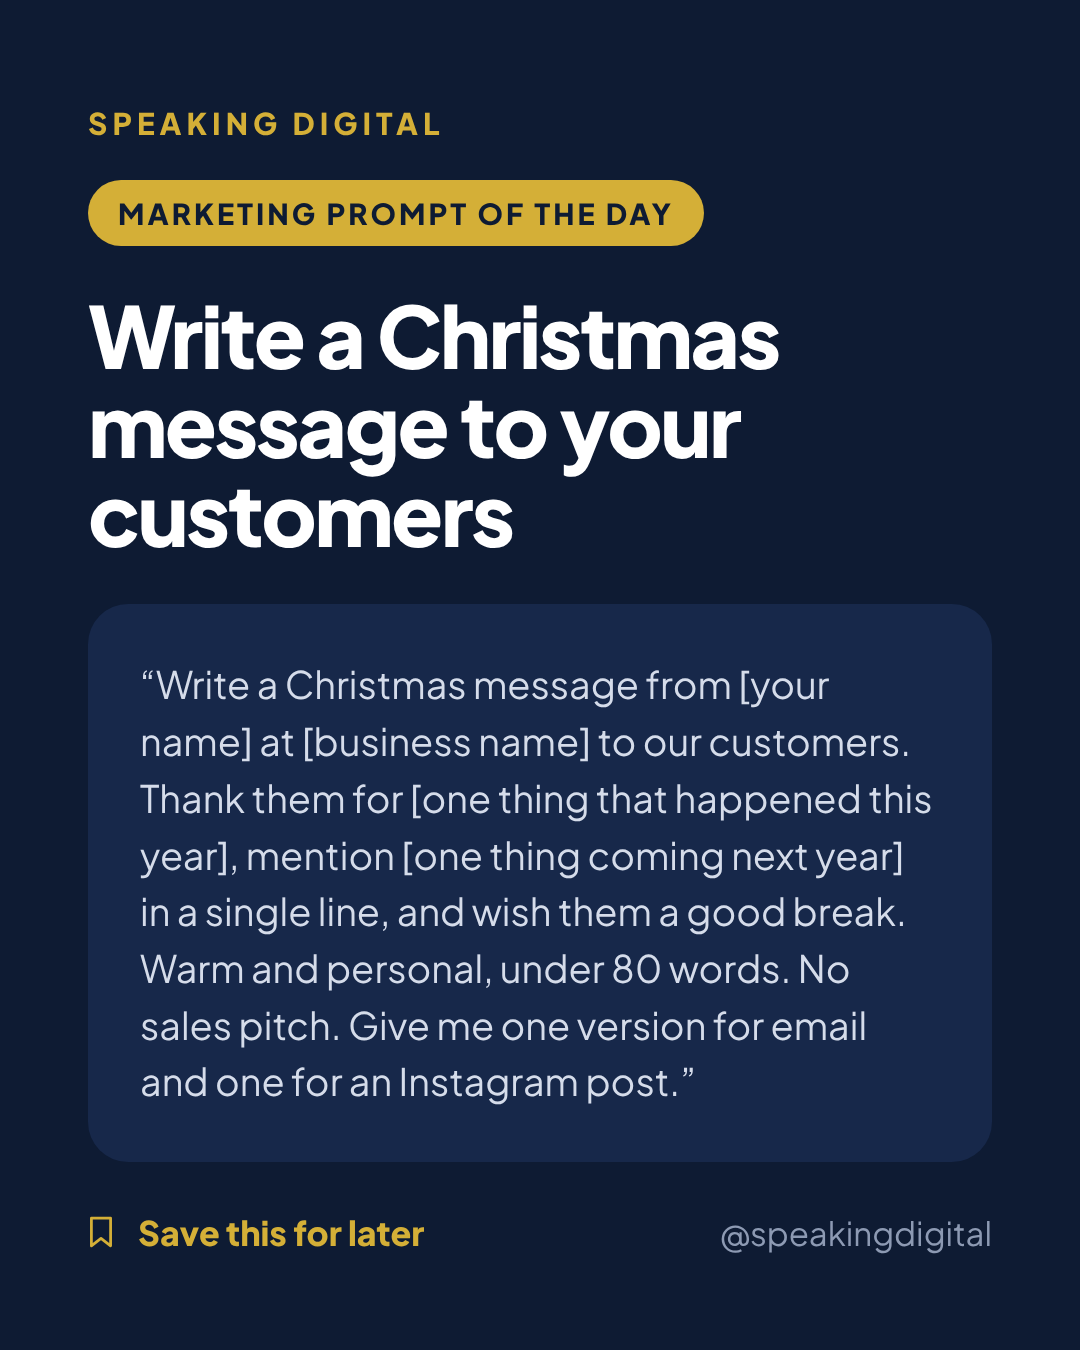 SPEAKING DIGITAL
MARKETING PROMPT OF THE DAY
Write a Christmas
message to your
customers
“Write a Christmas message from [your
name] at [business name] to our customers.
Thank them for [one thing that happened this
year], mention [one thing coming next year]
in a single line, and wish them a good break.
Warm and personal, under 80 words. No
sales pitch. Give me one version for email
and one for an Instagram post.”
Save this for later
@speakingdigital